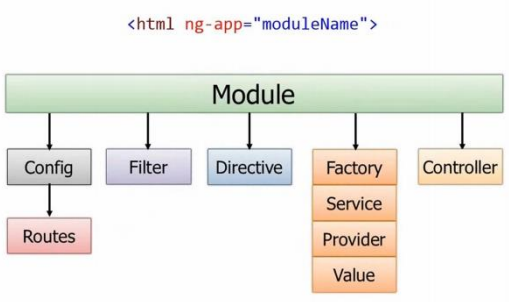 <html ng-app="moduleName">
Module
Config Filter Directive Factory Controller
Service
Routes Provider
Value